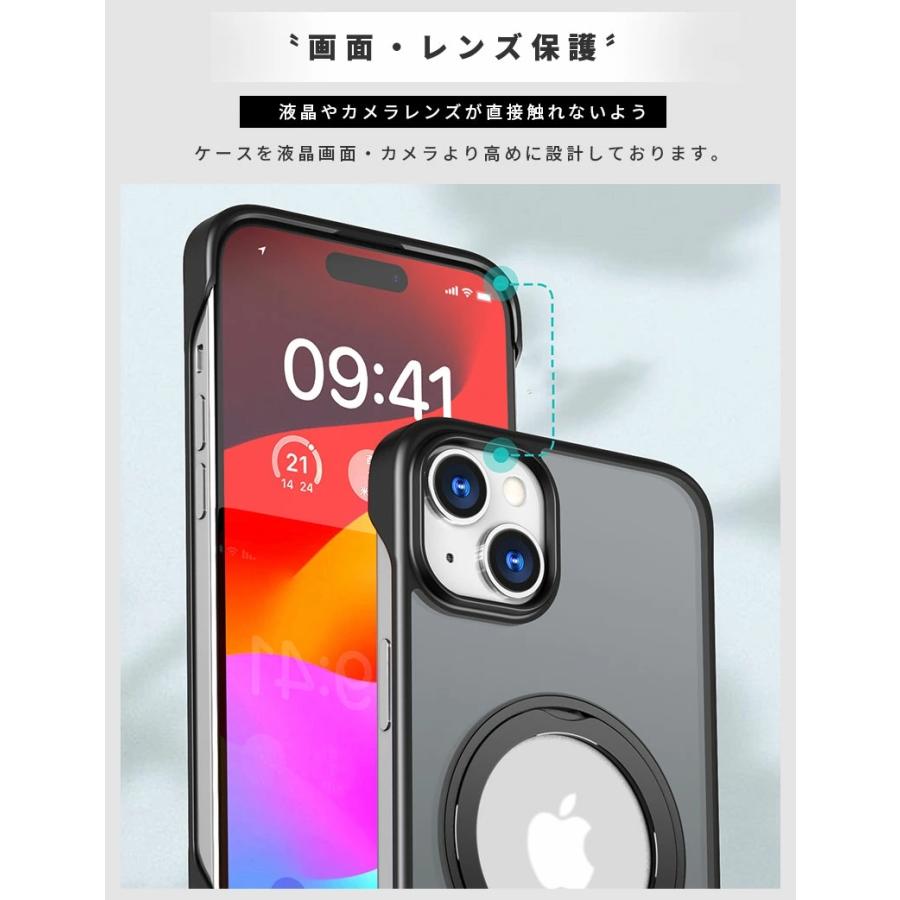 〝画面・レンズ保護〞
液晶やカメラレンズが直接触れないよう
ケースを液晶画面・カメラより高めに設計しております。
09:41
21
14 24
09:41